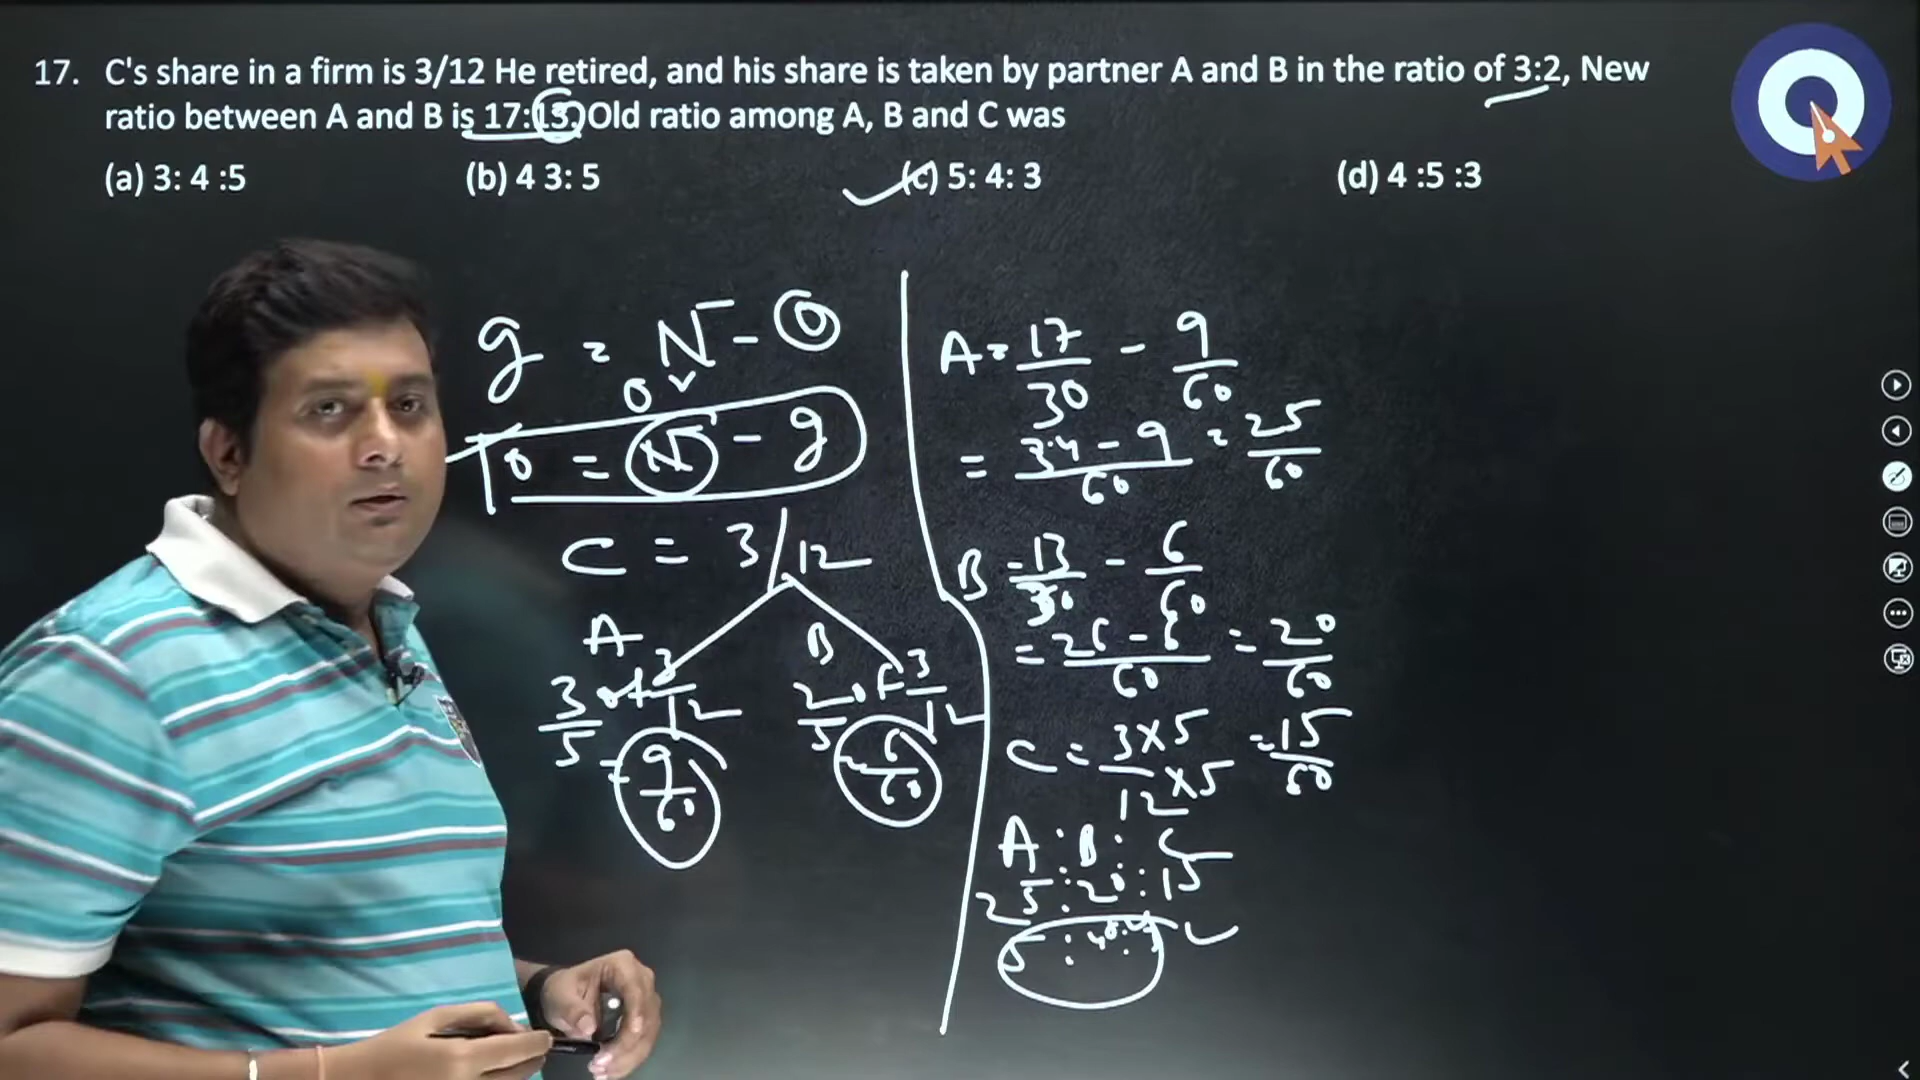 17. C's share in a firm is 3/12 He retired, and his share is taken by partner A and B in the ratio of 3:2, New
ratio between A and B is 17:13. Old ratio among A, B and C was
(a) 3: 4 :5 (b) 4 3: 5 (c) 5: 4: 3 (d) 4 :5 :3
g = N - O
O = N - g
C = 3/12
A B
3/5 of 3/12 2/5 of 3/12
= 9/60 = 6/60
A = 17/30 - 9/60
= 34 - 9/60 = 25/60
B = 13/30 - 6/60
= 26 - 6/60 = 20/60
C = 3×5/12×5 = 15/60
A : B : C
25 : 20 : 15
5 : 4 : 3